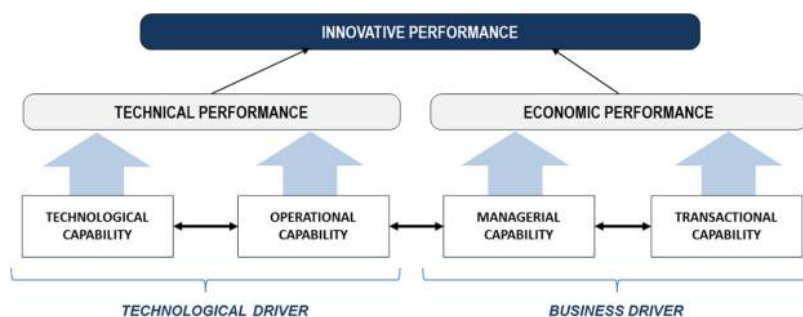 INNOVATIVE PERFORMANCE
TECHNICAL PERFORMANCE
ECONOMIC PERFORMANCE
TECHNOLOGICAL
CAPABILITY
OPERATIONAL
CAPABILITY
MANAGERIAL
CAPABILITY
TRANSACTIONAL
CAPABILITY
TECHNOLOGICAL DRIVER
BUSINESS DRIVER